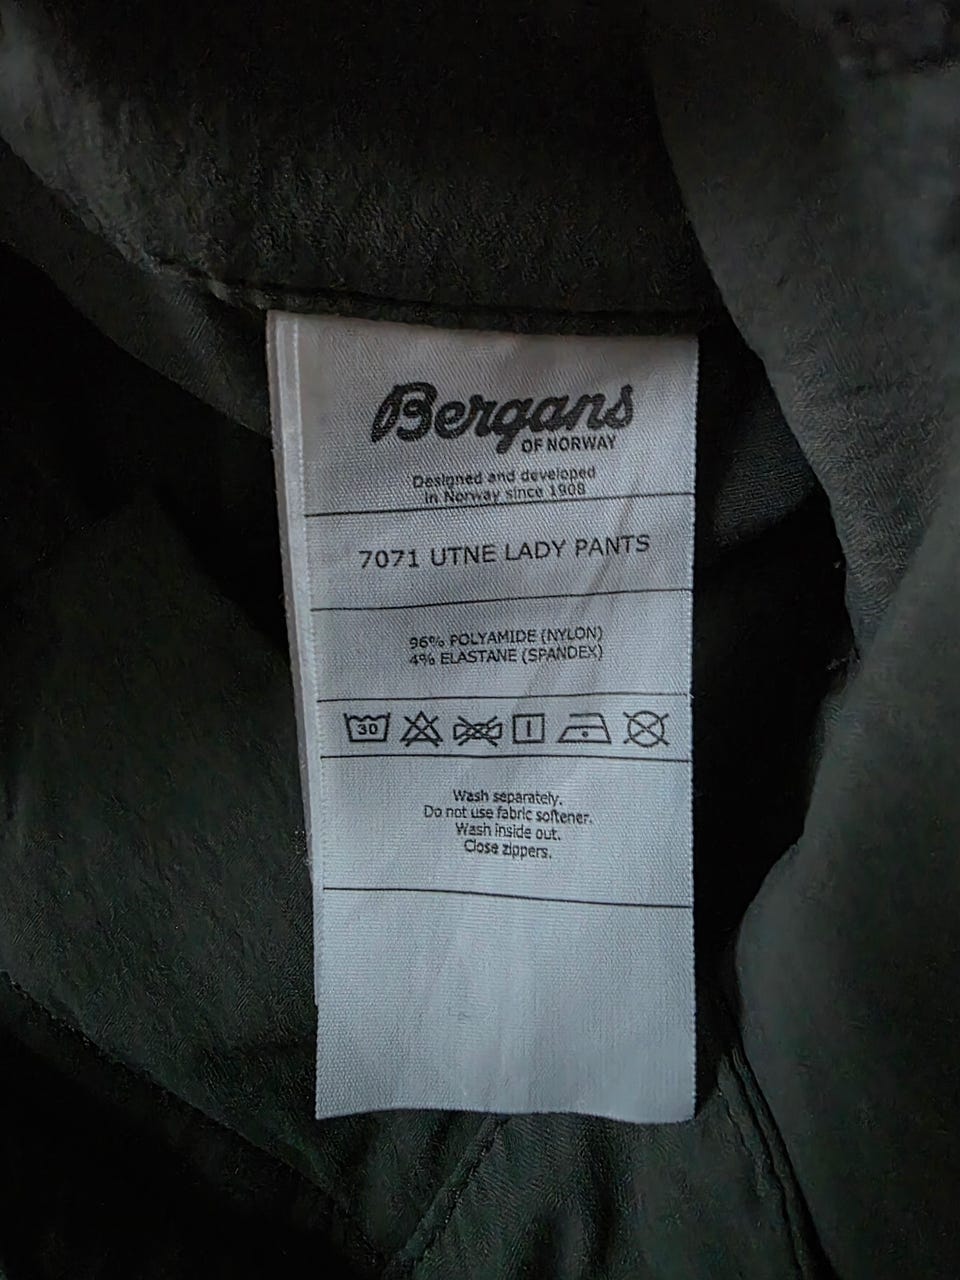 Bergans
OF NORWAY
Designed and developed
in Norway since 1908
7071 UTNE LADY PANTS
96% POLYAMIDE (NYLON)
4% ELASTANE (SPANDEX)
30
Wash separately.
Do not use fabric softener.
Wash inside out.
Close zippers.